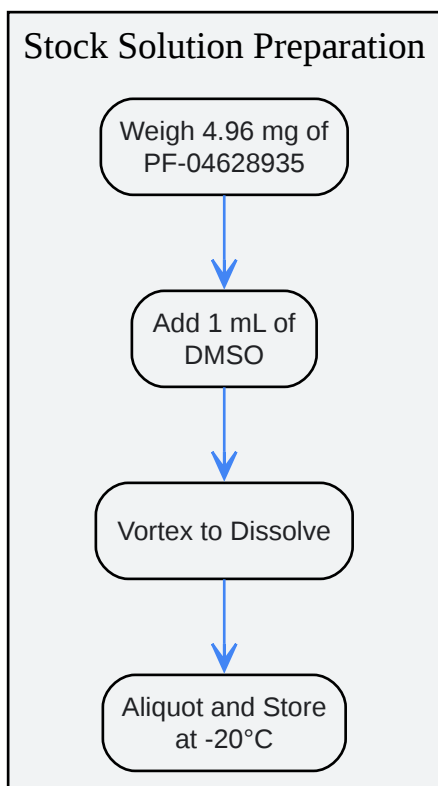 Stock Solution Preparation
Weigh 4.96 mg of
PF-04628935
Add 1 mL of
DMSO
Vortex to Dissolve
Aliquot and Store
at -20°C